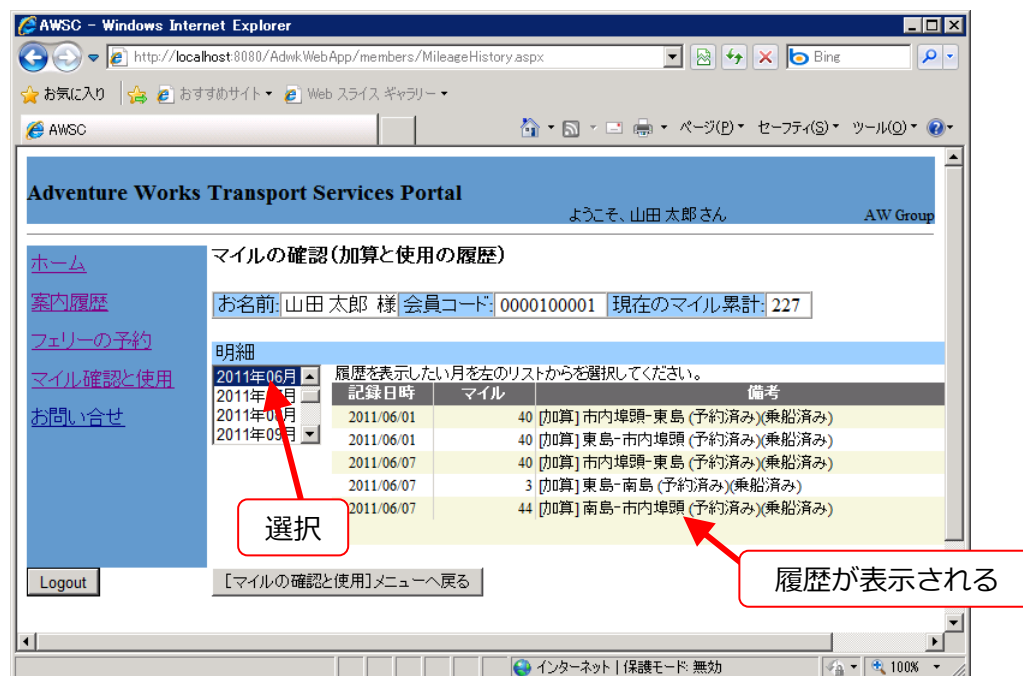 AWSC - Windows Internet Explorer
http://localhost:8080/AdwkWebApp/members/MileageHistory.aspx
Bing
お気に入り
おすすめサイト
Web スライス ギャラリー
AWSC
ページ(P) セーフティ(S) ツール(O)
Adventure Works Transport Services Portal
ようこそ、山田 太郎 さん
AW Group
ホーム
案内履歴
フェリーの予約
マイル確認と使用
お問い合せ
Logout
マイルの確認(加算と使用の履歴)
お名前: 山田 太郎 様 会員コード: 0000100001 現在のマイル累計: 227
明細
2011年06月
2011年
2011年
2011年09月
履歴を表示したい月を左のリストからを選択してください。
記録日時 マイル 備考
2011/06/01 40 [加算] 市内埠頭-東島 (予約済み)(乗船済み)
2011/06/01 40 [加算] 東島-市内埠頭 (予約済み)(乗船済み)
2011/06/07 40 [加算] 市内埠頭-東島 (予約済み)(乗船済み)
2011/06/07 3 [加算] 東島-南島 (予約済み)(乗船済み)
2011/06/07 44 [加算] 南島-市内埠頭 (予約済み)(乗船済み)
選択
履歴が表示される
[マイルの確認と使用]メニューへ戻る
インターネット | 保護モード: 無効
100%